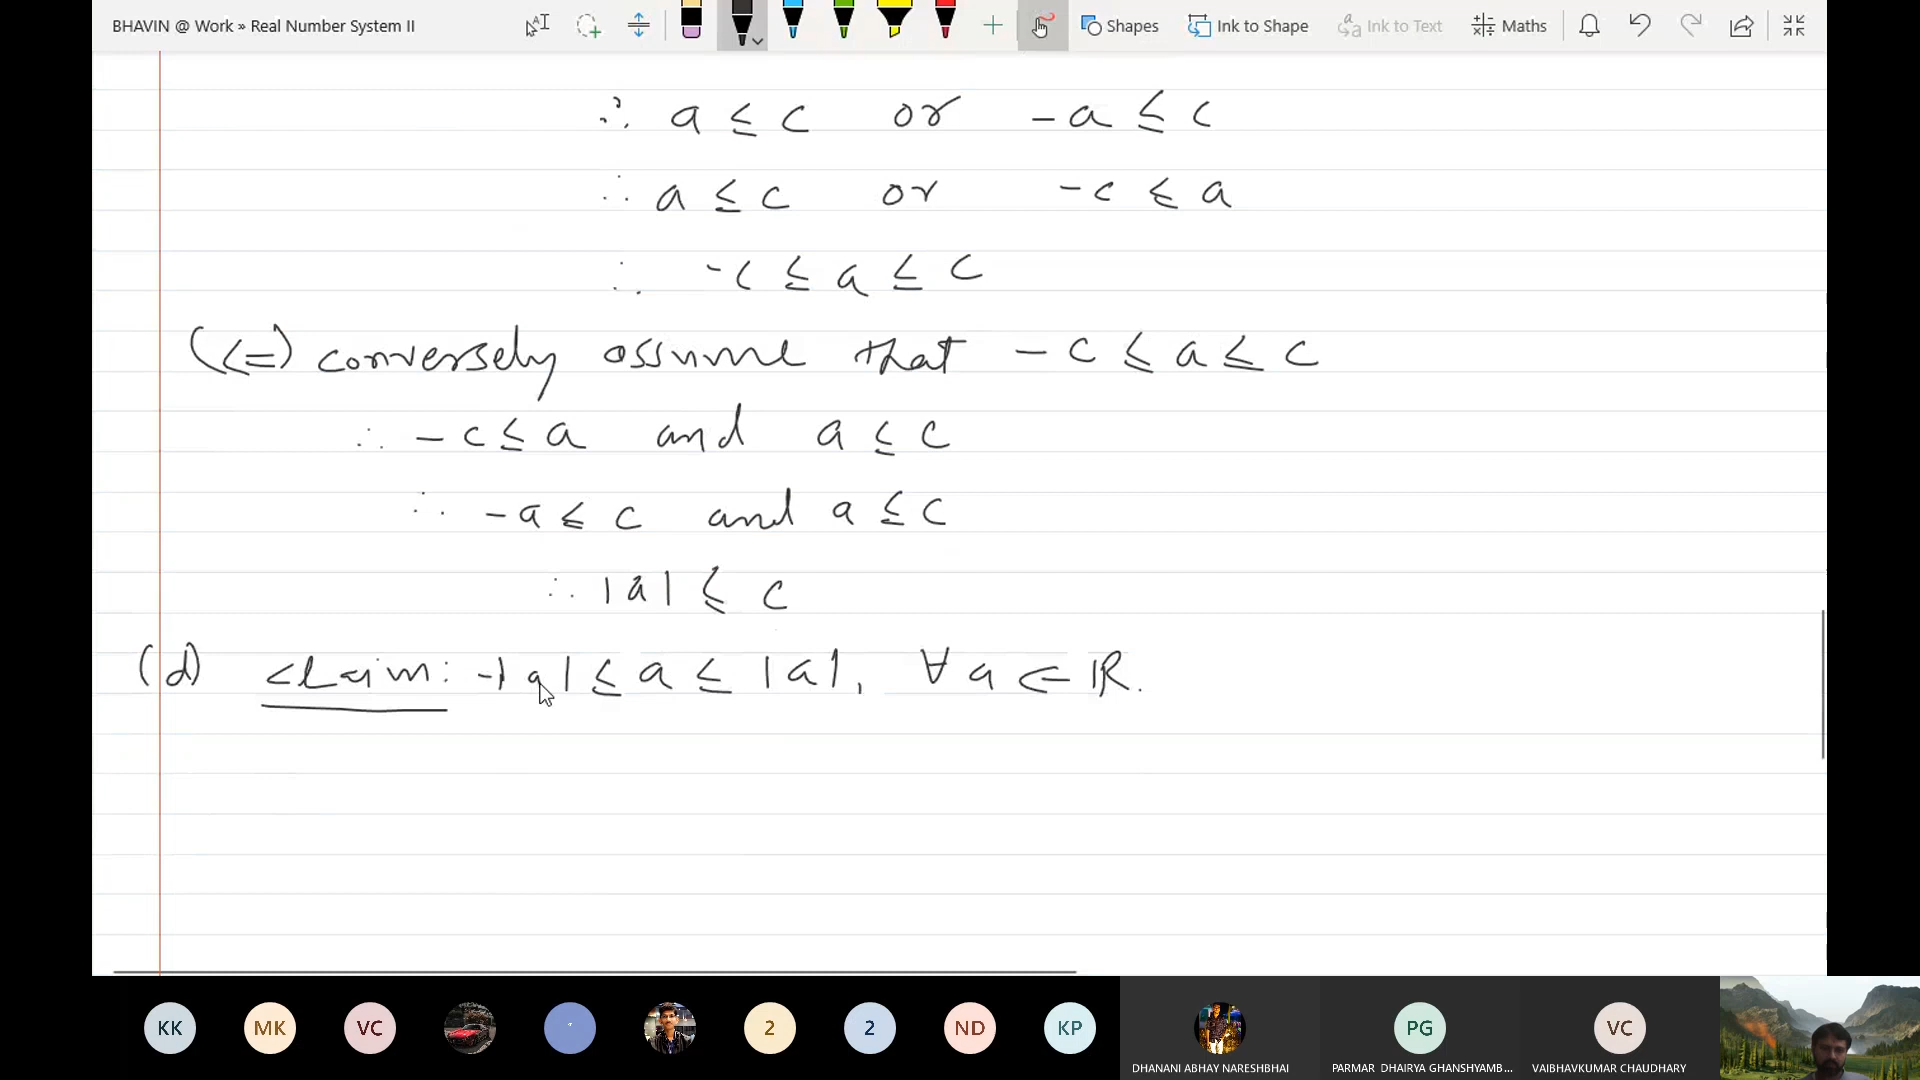 BHAVIN @ Work » Real Number System II
Shapes
Ink to Shape
Ink to Text
Maths
∴ a ≤ c or -a ≤ c
∴ a ≤ c or -c ≤ a
∴ -c ≤ a ≤ c
(<=) conversely assume that -c ≤ a ≤ c
∴ -c ≤ a and a ≤ c
∴ -a ≤ c and a ≤ c
∴ |a| ≤ c
(d) claim: -|a| ≤ a ≤ |a|, ∀ a ∈ ℝ.
KK
MK
VC
2
2
ND
KP
PG
VC
DHANANI ABHAY NARESHBHAI
PARMAR DHAIRYA GHANSHYAMB...
VAIBHAVKUMAR CHAUDHARY